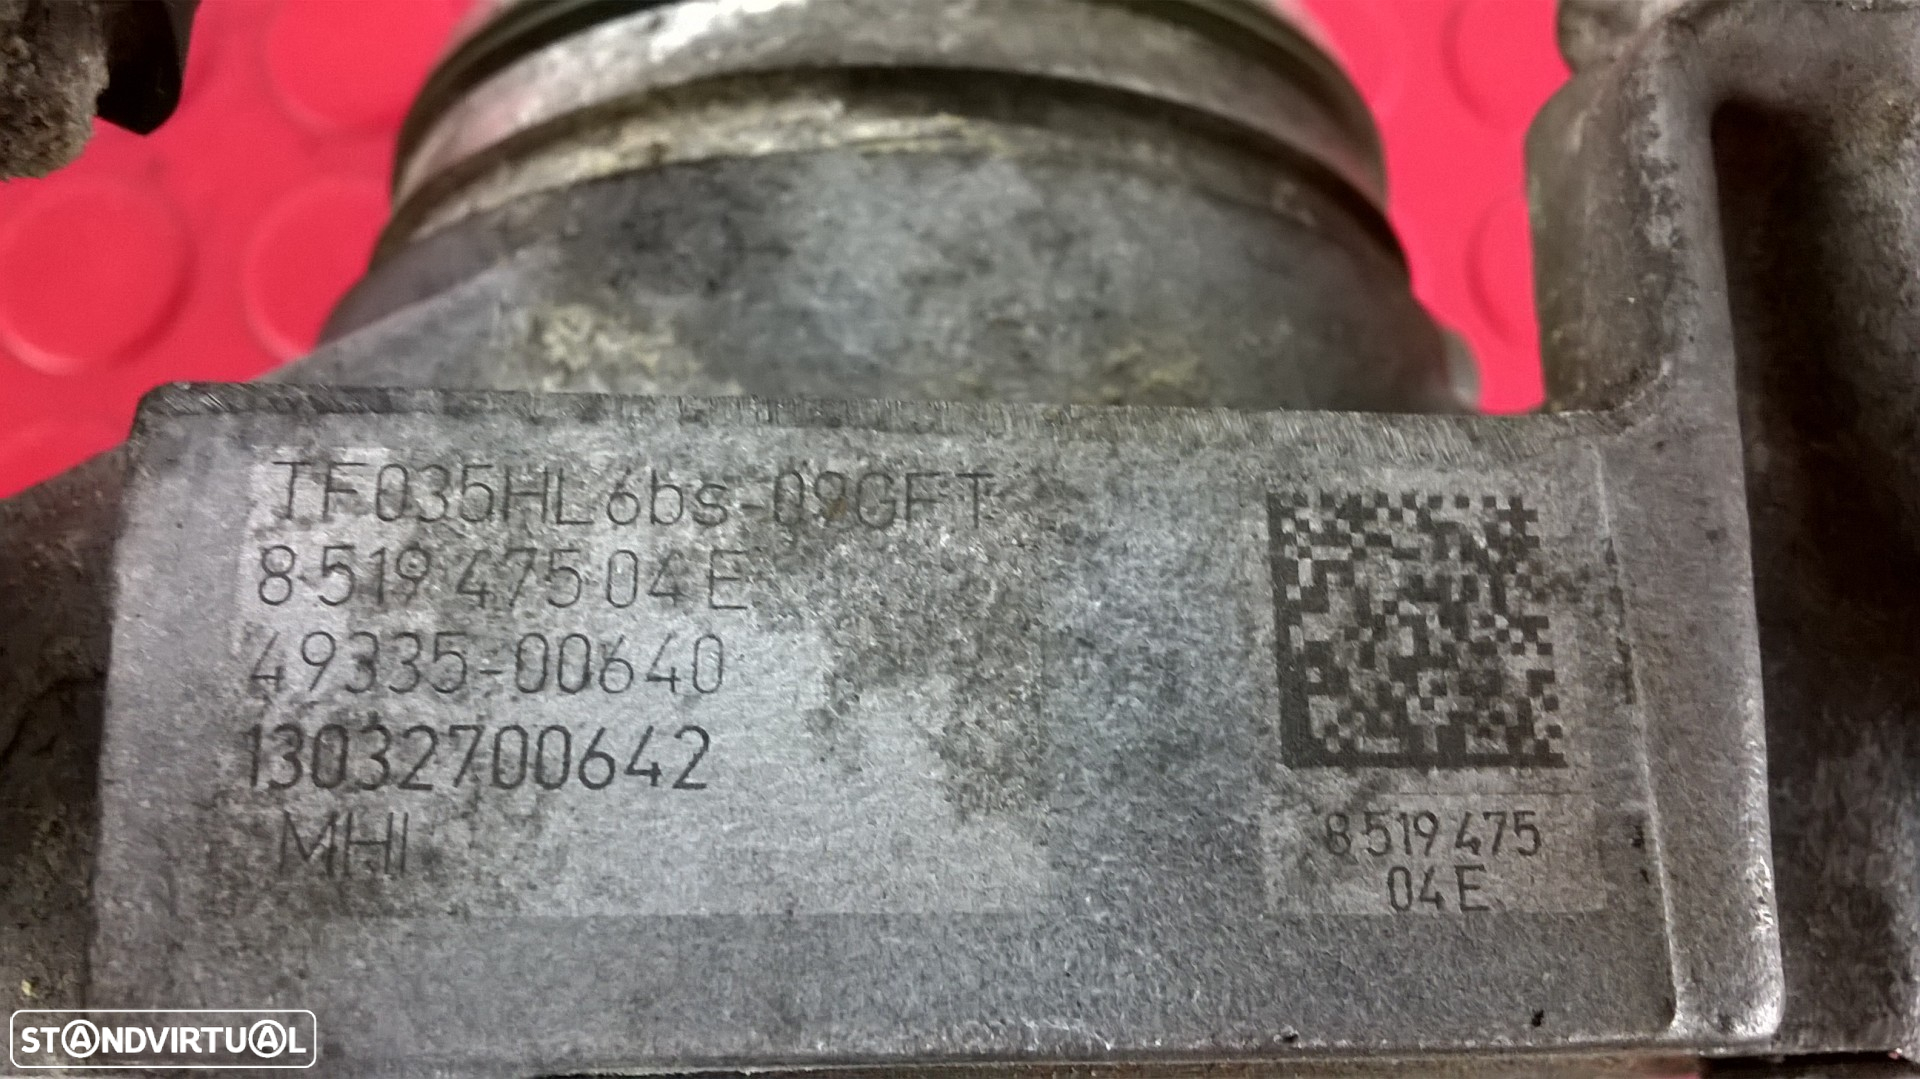 TF035HL6bs-09GFT
8 519 475 04 E
49335-00640
13032700642
MHI
8 519 475
04 E
STANDVIRTUAL